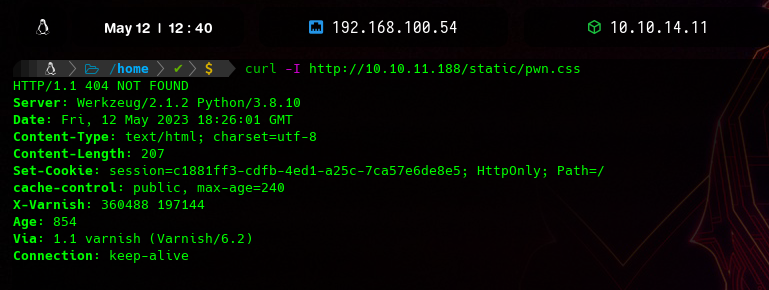 May 12 | 12:40 192.168.100.54 10.10.14.11
/home ✔ $ curl -I http://10.10.11.188/static/pwn.css
HTTP/1.1 404 NOT FOUND
Server: Werkzeug/2.1.2 Python/3.8.10
Date: Fri, 12 May 2023 18:26:01 GMT
Content-Type: text/html; charset=utf-8
Content-Length: 207
Set-Cookie: session=c1881ff3-cdfb-4ed1-a25c-7ca57e6de8e5; HttpOnly; Path=/
cache-control: public, max-age=240
X-Varnish: 360488 197144
Age: 854
Via: 1.1 varnish (Varnish/6.2)
Connection: keep-alive